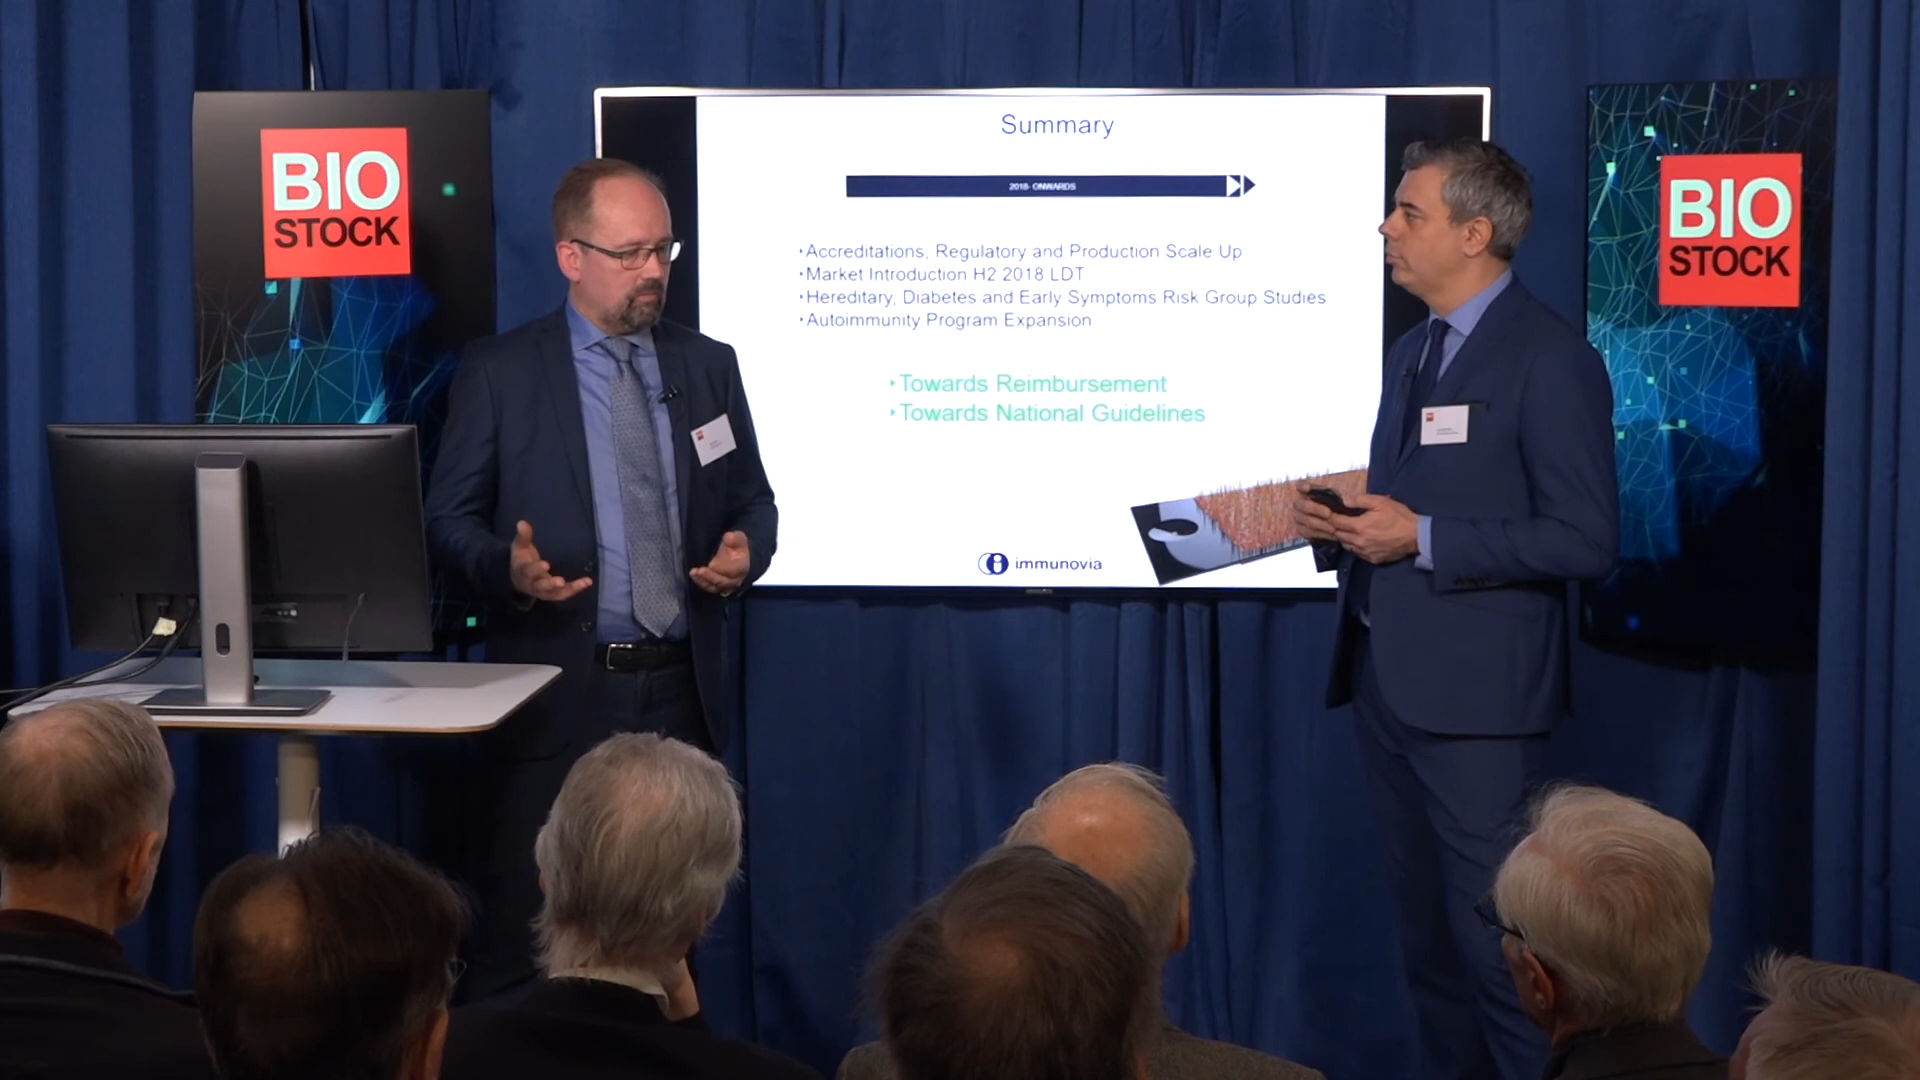 BIO
STOCK
Summary
2018- ONWARDS
Accreditations, Regulatory and Production Scale Up
Market Introduction H2 2018 LDT
Hereditary, Diabetes and Early Symptoms Risk Group Studies
Autoimmunity Program Expansion
Towards Reimbursement
Towards National Guidelines
immunovia
BIO
STOCK